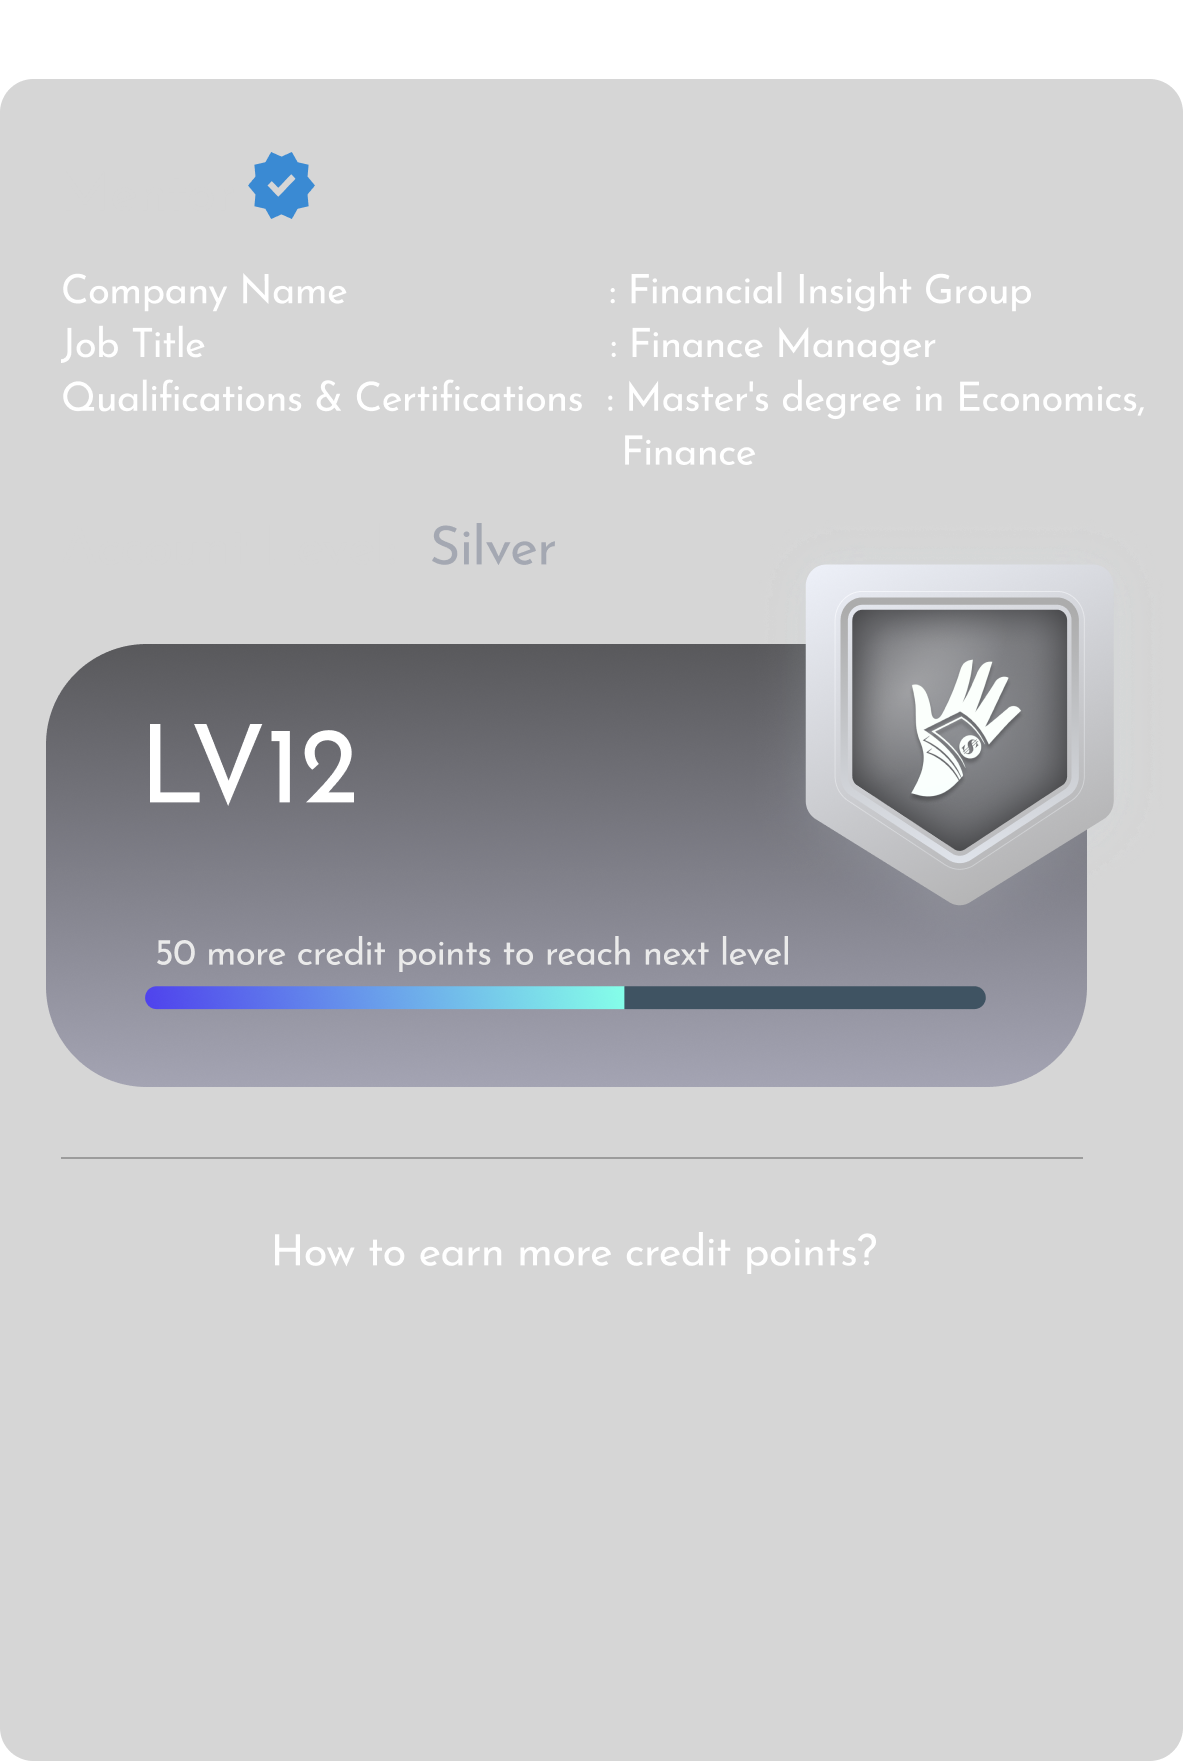 Company Name : Financial Insight Group
Job Title : Finance Manager
Qualifications & Certifications : Master's degree in Economics,
Finance
Silver
LV12
50 more credit points to reach next level
How to earn more credit points?